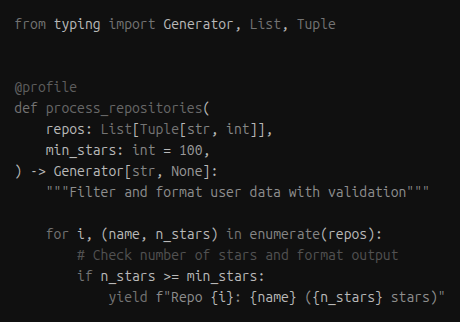 from typing import Generator, List, Tuple
@profile
def process_repositories(
    repos: List[Tuple[str, int]],
    min_stars: int = 100,
) -> Generator[str, None]:
    """Filter and format user data with validation"""
    for i, (name, n_stars) in enumerate(repos):
        # Check number of stars and format output
        if n_stars >= min_stars:
            yield f"Repo {i}: {name} ({n_stars} stars)"